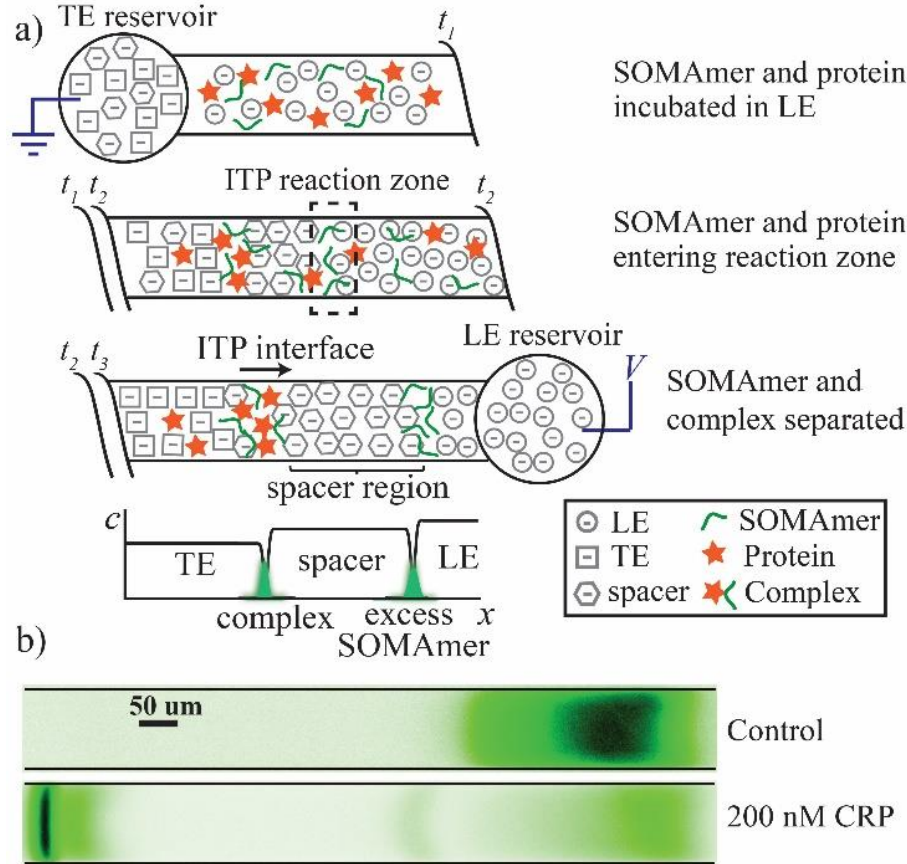 a)
TE reservoir
t1
SOMAmer and protein
incubated in LE
ITP reaction zone
t1 t2
t2
SOMAmer and protein
entering reaction zone
LE reservoir
ITP interface
t2 t3
V
SOMAmer and
complex separated
spacer region
c
TE
spacer
LE
complex
excess
SOMAmer
x
LE
SOMAmer
TE
Protein
spacer
Complex
b)
50 um
Control
200 nM CRP